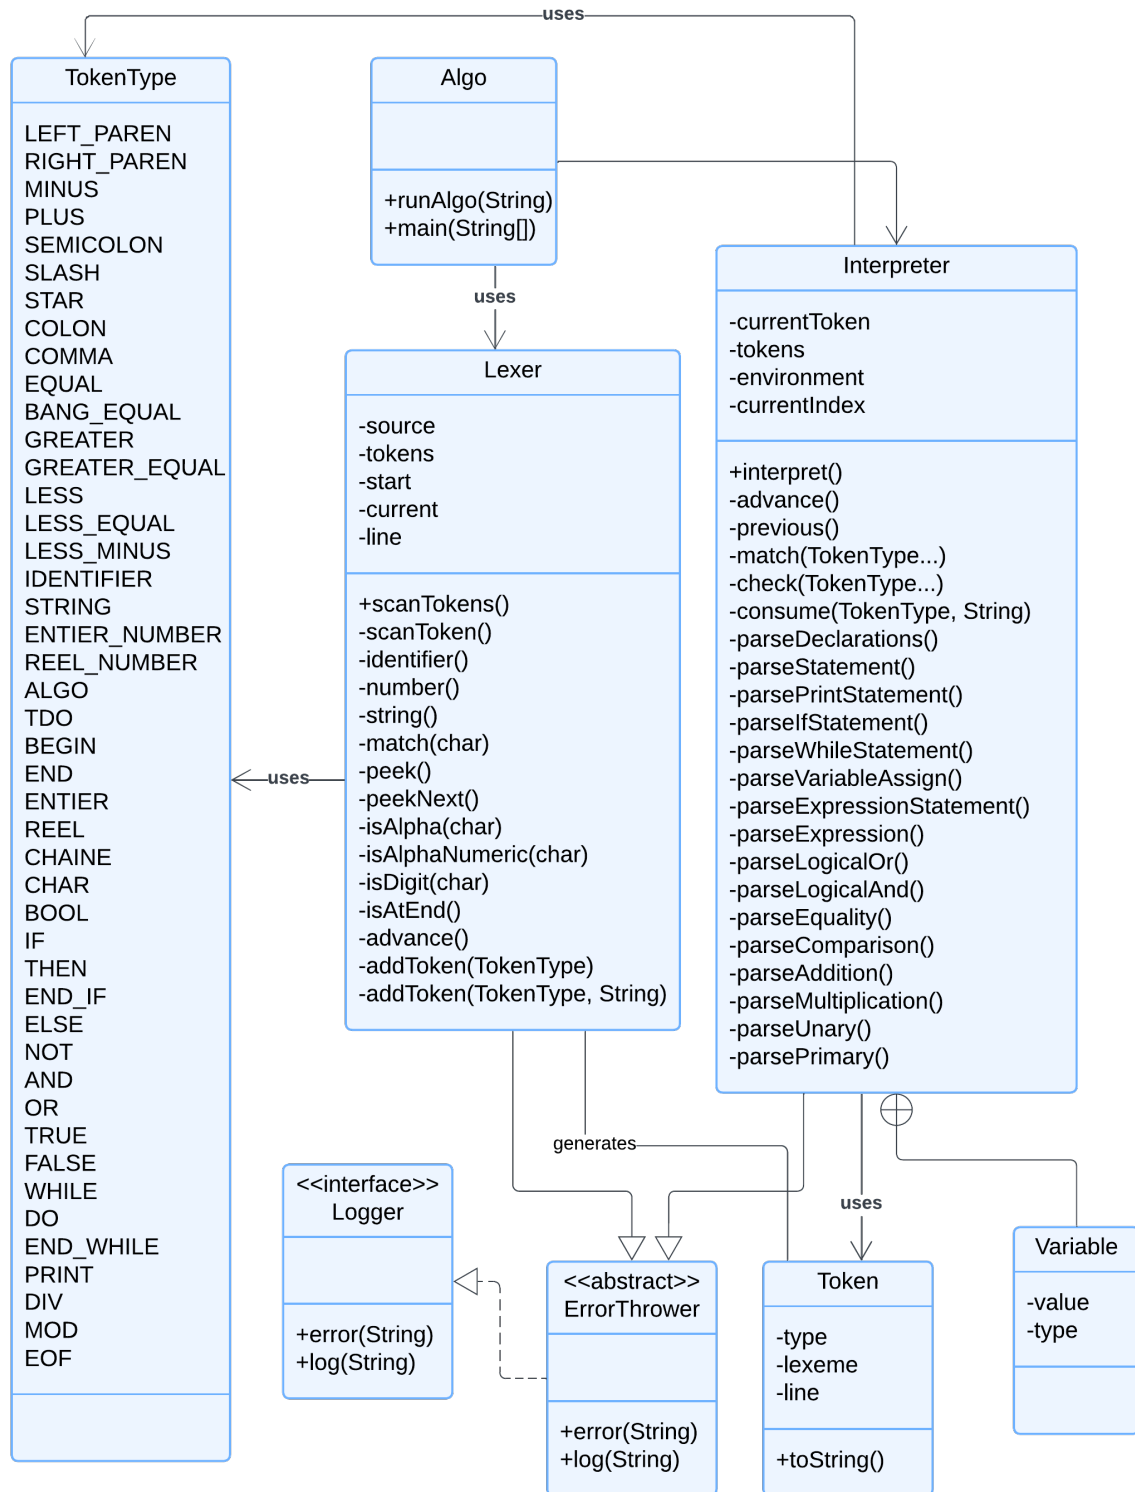 uses
TokenType
LEFT_PAREN
RIGHT_PAREN
MINUS
PLUS
SEMICOLON
SLASH
STAR
COLON
COMMA
EQUAL
BANG_EQUAL
GREATER
GREATER_EQUAL
LESS
LESS_EQUAL
LESS_MINUS
IDENTIFIER
STRING
ENTIER_NUMBER
REEL_NUMBER
ALGO
TDO
BEGIN
END
ENTIER
REEL
CHAINE
CHAR
BOOL
IF
THEN
END_IF
ELSE
NOT
AND
OR
TRUE
FALSE
WHILE
DO
END_WHILE
PRINT
DIV
MOD
EOF
Algo
+runAlgo(String)
+main(String[])
uses
Lexer
-source
-tokens
-start
-current
-line
+scanTokens()
-scanToken()
-identifier()
-number()
-string()
-match(char)
-peek()
-peekNext()
-isAlpha(char)
-isAlphaNumeric(char)
-isDigit(char)
-isAtEnd()
-advance()
-addToken(TokenType)
-addToken(TokenType, String)
uses
Interpreter
-currentToken
-tokens
-environment
-currentIndex
+interpret()
-advance()
-previous()
-match(TokenType...)
-check(TokenType...)
-consume(TokenType, String)
-parseDeclarations()
-parseStatement()
-parsePrintStatement()
-parseIfStatement()
-parseWhileStatement()
-parseVariableAssign()
-parseExpressionStatement()
-parseExpression()
-parseLogicalOr()
-parseLogicalAnd()
-parseEquality()
-parseComparison()
-parseAddition()
-parseMultiplication()
-parseUnary()
-parsePrimary()
generates
uses
<<interface>>
Logger
+error(String)
+log(String)
<<abstract>>
ErrorThrower
+error(String)
+log(String)
Token
-type
-lexeme
-line
+toString()
Variable
-value
-type